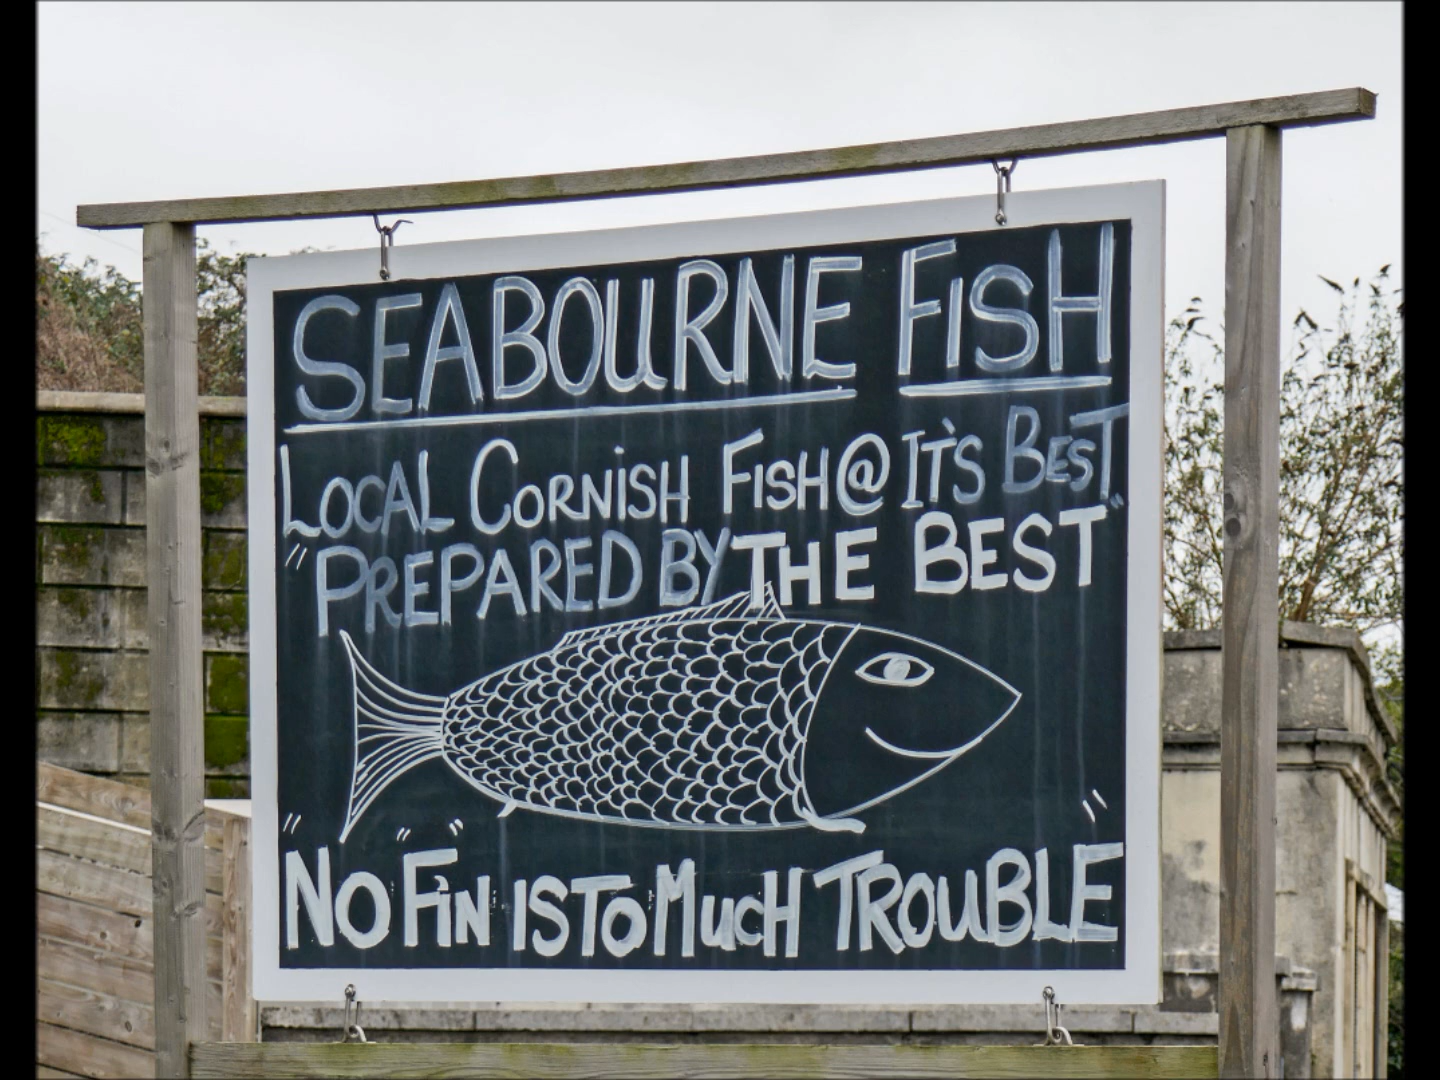 SEABOURNE FISH
LOCAL CORNISH FISH @ IT'S BEST
"PREPARED BY THE BEST"
"NO "FIN" IS TO MUCH TROUBLE"